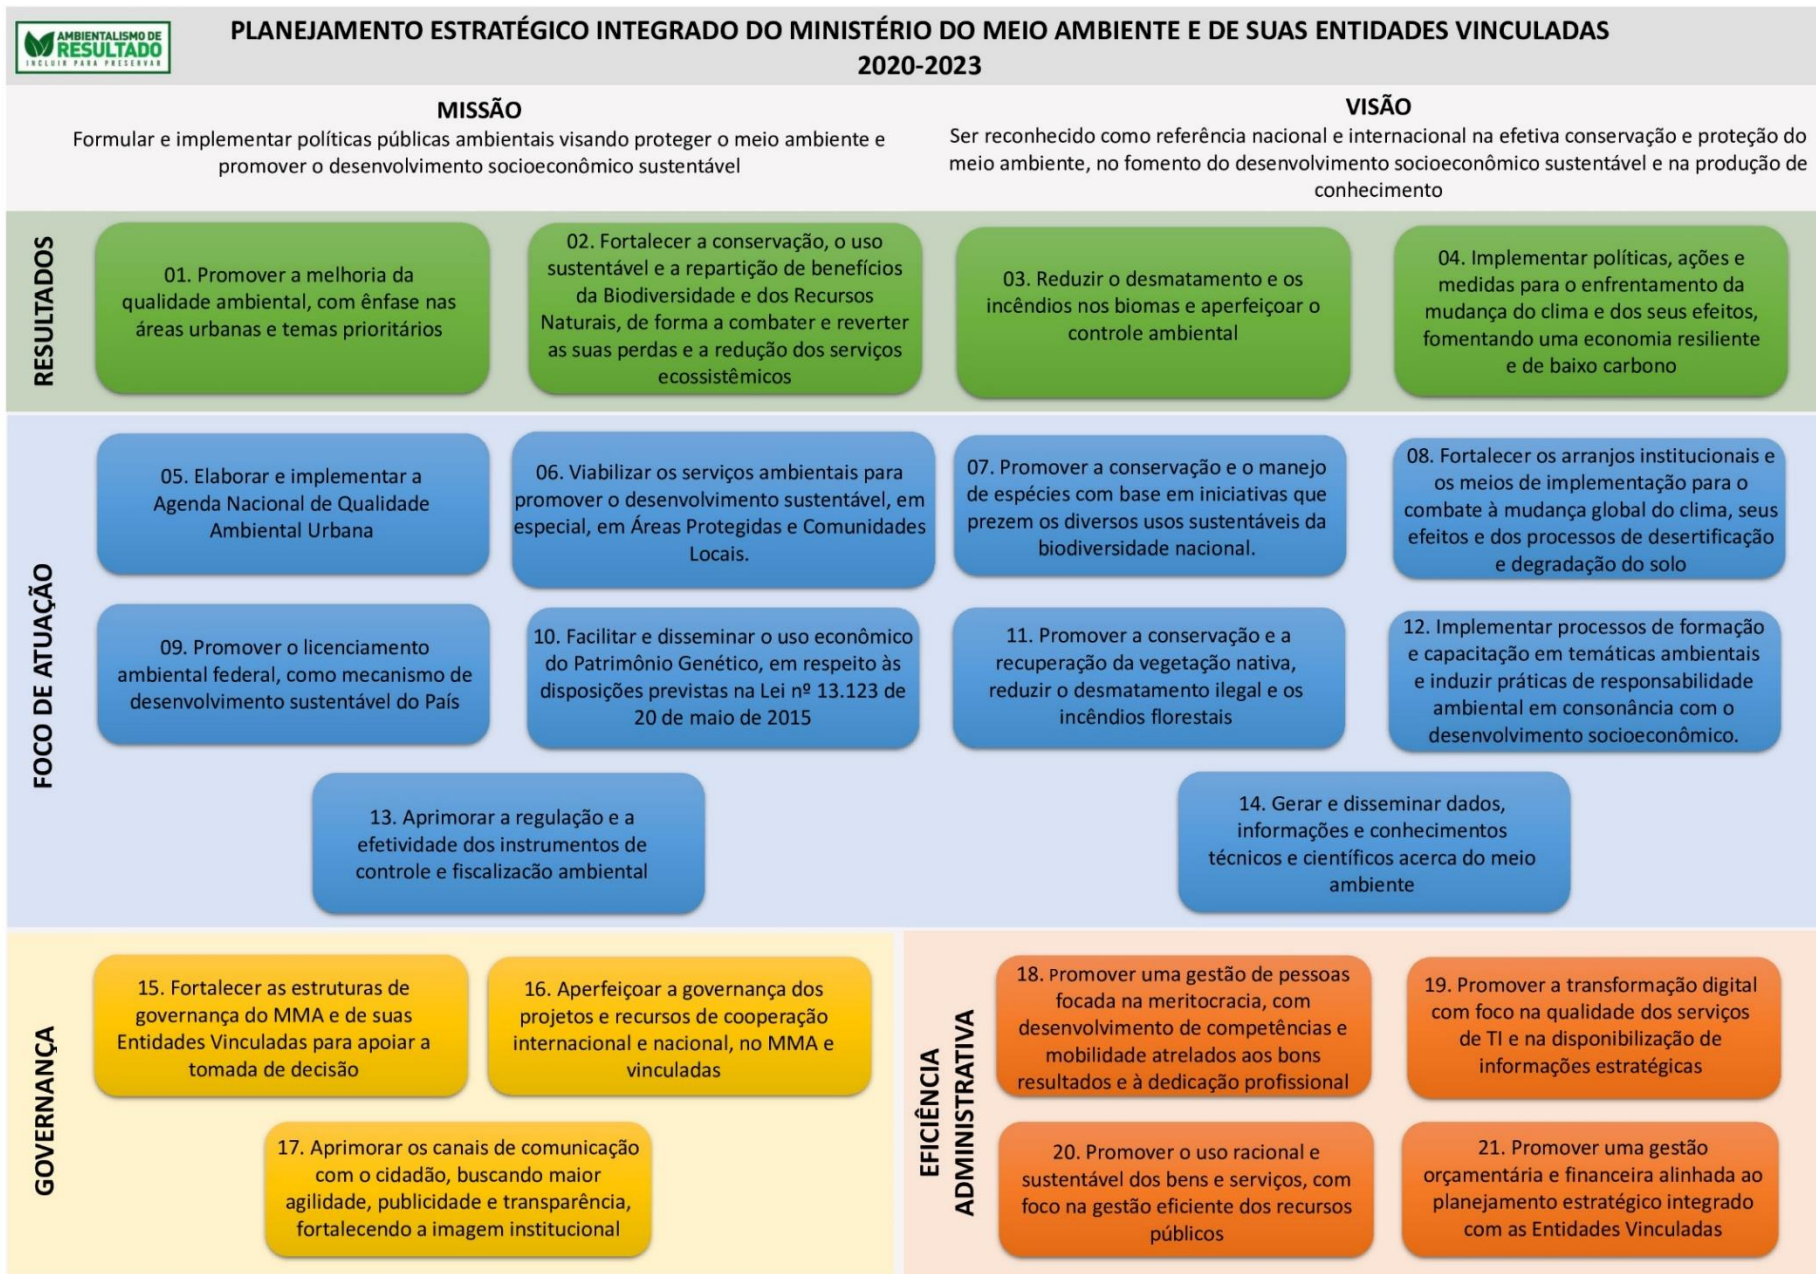 AMBIENTALISMO DE
RESULTADO
INCLUIR PARA PRESERVAR
PLANEJAMENTO ESTRATÉGICO INTEGRADO DO MINISTÉRIO DO MEIO AMBIENTE E DE SUAS ENTIDADES VINCULADAS
2020-2023
MISSÃO
Formular e implementar políticas públicas ambientais visando proteger o meio ambiente e
promover o desenvolvimento socioeconômico sustentável
VISÃO
Ser reconhecido como referência nacional e internacional na efetiva conservação e proteção do
meio ambiente, no fomento do desenvolvimento socioeconômico sustentável e na produção de
conhecimento
RESULTADOS
01. Promover a melhoria da
qualidade ambiental, com ênfase nas
áreas urbanas e temas prioritários
02. Fortalecer a conservação, o uso
sustentável e a repartição de benefícios
da Biodiversidade e dos Recursos
Naturais, de forma a combater e reverter
as suas perdas e a redução dos serviços
ecossistêmicos
03. Reduzir o desmatamento e os
incêndios nos biomas e aperfeiçoar o
controle ambiental
04. Implementar políticas, ações e
medidas para o enfrentamento da
mudança do clima e dos seus efeitos,
fomentando uma economia resiliente
e de baixo carbono
FOCO DE ATUAÇÃO
05. Elaborar e implementar a
Agenda Nacional de Qualidade
Ambiental Urbana
06. Viabilizar os serviços ambientais para
promover o desenvolvimento sustentável, em
especial, em Áreas Protegidas e Comunidades
Locais.
07. Promover a conservação e o manejo
de espécies com base em iniciativas que
prezem os diversos usos sustentáveis da
biodiversidade nacional.
08. Fortalecer os arranjos institucionais e
os meios de implementação para o
combate à mudança global do clima, seus
efeitos e dos processos de desertificação
e degradação do solo
09. Promover o licenciamento
ambiental federal, como mecanismo de
desenvolvimento sustentável do País
10. Facilitar e disseminar o uso econômico
do Patrimônio Genético, em respeito às
disposições previstas na Lei nº 13.123 de
20 de maio de 2015
11. Promover a conservação e a
recuperação da vegetação nativa,
reduzir o desmatamento ilegal e os
incêndios florestais
12. Implementar processos de formação
e capacitação em temáticas ambientais
e induzir práticas de responsabilidade
ambiental em consonância com o
desenvolvimento socioeconômico.
13. Aprimorar a regulação e a
efetividade dos instrumentos de
controle e fiscalizacão ambiental
14. Gerar e disseminar dados,
informações e conhecimentos
técnicos e científicos acerca do meio
ambiente
GOVERNANÇA
15. Fortalecer as estruturas de
governança do MMA e de suas
Entidades Vinculadas para apoiar a
tomada de decisão
16. Aperfeiçoar a governança dos
projetos e recursos de cooperação
internacional e nacional, no MMA e
vinculadas
17. Aprimorar os canais de comunicação
com o cidadão, buscando maior
agilidade, publicidade e transparência,
fortalecendo a imagem institucional
EFICIÊNCIA
ADMINISTRATIVA
18. Promover uma gestão de pessoas
focada na meritocracia, com
desenvolvimento de competências e
mobilidade atrelados aos bons
resultados e à dedicação profissional
19. Promover a transformação digital
com foco na qualidade dos serviços
de TI e na disponibilização de
informações estratégicas
20. Promover o uso racional e
sustentável dos bens e serviços, com
foco na gestão eficiente dos recursos
públicos
21. Promover uma gestão
orçamentária e financeira alinhada ao
planejamento estratégico integrado
com as Entidades Vinculadas